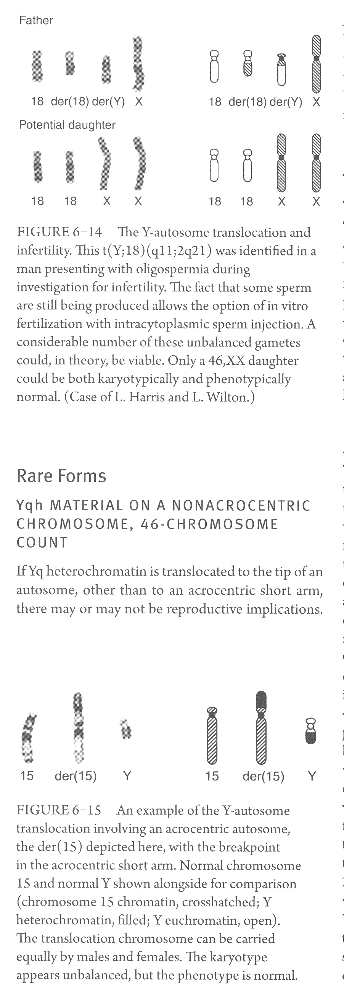 Father
18 der(18) der(Y) X 18 der(18) der(Y) X
Potential daughter
18 18 X X 18 18 X X
FIGURE 6–14 The Y-autosome translocation and
infertility. This t(Y;18)(q11;2q21) was identified in a
man presenting with oligospermia during
investigation for infertility. The fact that some sperm
are still being produced allows the option of in vitro
fertilization with intracytoplasmic sperm injection. A
considerable number of these unbalanced gametes
could, in theory, be viable. Only a 46,XX daughter
could be both karyotypically and phenotypically
normal. (Case of L. Harris and L. Wilton.)
Rare Forms
Yqh MATERIAL ON A NONACROCENTRIC
CHROMOSOME, 46-CHROMOSOME
COUNT
If Yq heterochromatin is translocated to the tip of an
autosome, other than to an acrocentric short arm,
there may or may not be reproductive implications.
15 der(15) Y 15 der(15) Y
FIGURE 6–15 An example of the Y-autosome
translocation involving an acrocentric autosome,
the der(15) depicted here, with the breakpoint
in the acrocentric short arm. Normal chromosome
15 and normal Y shown alongside for comparison
(chromosome 15 chromatin, crosshatched; Y
heterochromatin, filled; Y euchromatin, open).
The translocation chromosome can be carried
equally by males and females. The karyotype
appears unbalanced, but the phenotype is normal.